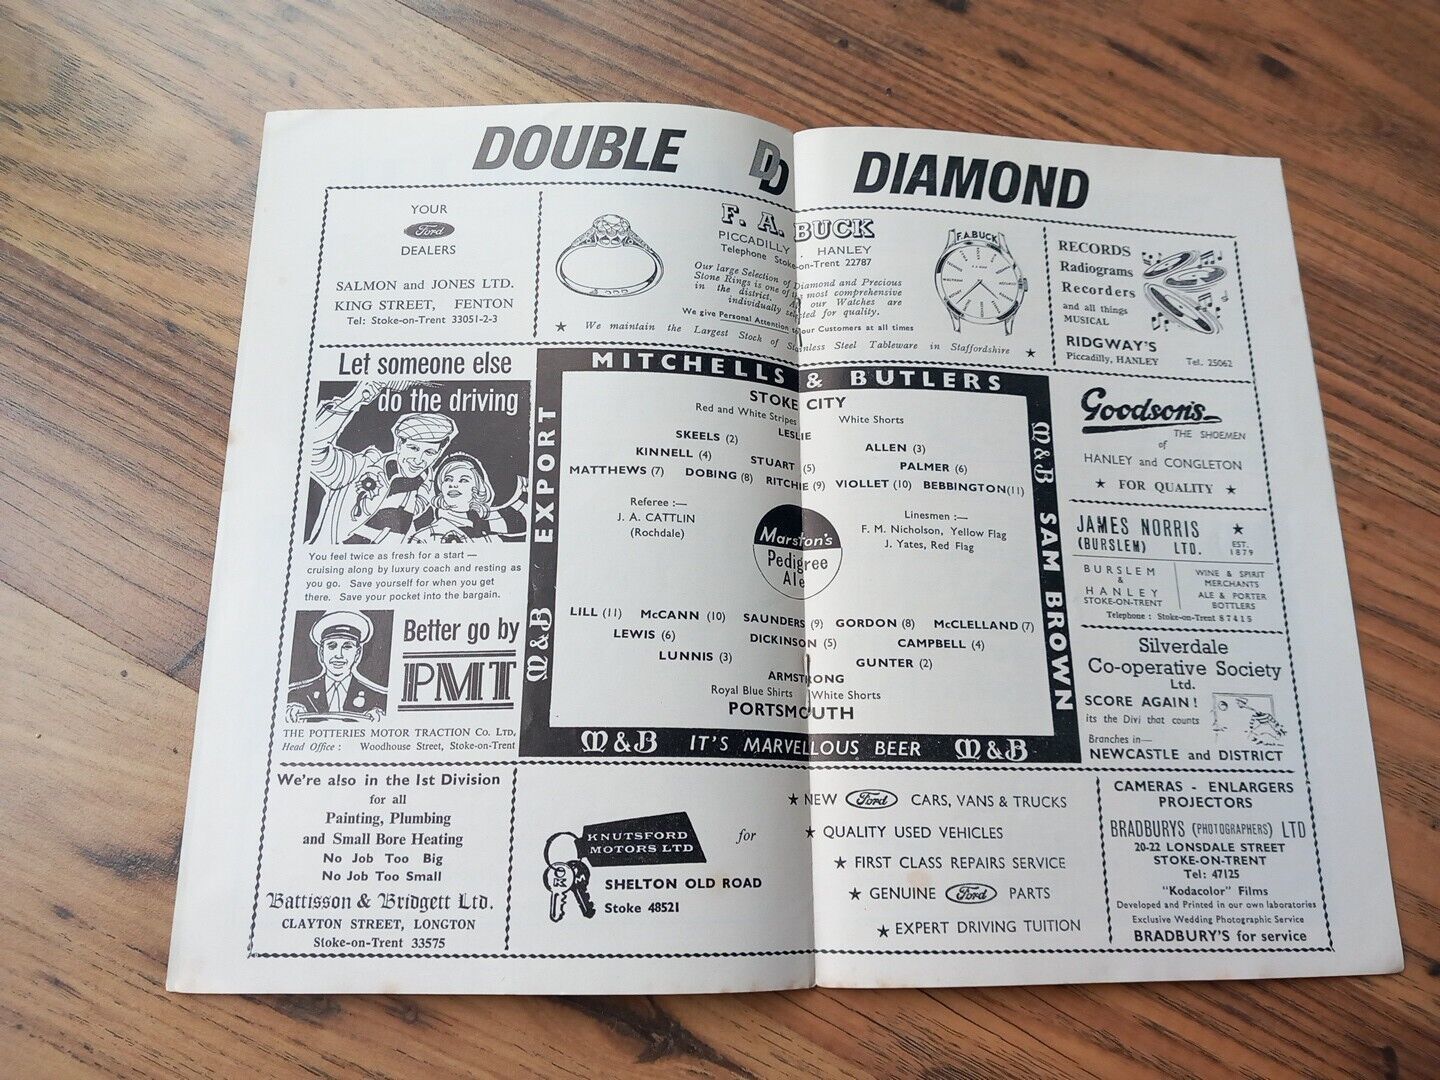 DOUBLE DD DIAMOND
YOUR
Ford
DEALERS
SALMON and JONES LTD.
KING STREET, FENTON
Tel: Stoke-on-Trent 33051-2-3
F. A. BUCK
PICCADILLY HANLEY
Telephone Stoke-on-Trent 22787
Our large Selection of Diamond and Precious
Stone Rings is one of the most comprehensive
in the district. All our Watches are
individually selected for quality.
We give Personal Attention to our Customers at all times
★ We maintain the Largest Stock of Stainless Steel Tableware in Staffordshire ★
F.A.BUCK
RECORDS
Radiograms
Recorders
and all things
MUSICAL
RIDGWAY'S
Piccadilly, HANLEY Tel. 25062
Let someone else
do the driving
You feel twice as fresh for a start —
cruising along by luxury coach and resting as
you go. Save yourself for when you get
there. Save your pocket into the bargain.
Better go by
PMT
THE POTTERIES MOTOR TRACTION Co. LTD,
Head Office : Woodhouse Street, Stoke-on-Trent
MITCHELLS & BUTLERS
M&B EXPORT
STOKE CITY
Red and White Stripes White Shorts
LESLIE
SKEELS (2) ALLEN (3)
KINNELL (4) STUART (5) PALMER (6)
MATTHEWS (7) DOBING (8) RITCHIE (9) VIOLLET (10) BEBBINGTON (11)
Referee :—
J. A. CATTLIN
(Rochdale)
Marston's
Pedigree
Ale
Linesmen :—
F. M. Nicholson, Yellow Flag
J. Yates, Red Flag
LILL (11) McCANN (10) SAUNDERS (9) GORDON (8) McCLELLAND (7)
LEWIS (6) DICKINSON (5) CAMPBELL (4)
LUNNIS (3) GUNTER (2)
ARMSTRONG
Royal Blue Shirts White Shorts
PORTSMOUTH
M&B SAM BROWN
M&B IT'S MARVELLOUS BEER M&B
Goodson's
THE SHOEMEN
of
HANLEY and CONGLETON
★ FOR QUALITY ★
JAMES NORRIS ★
(BURSLEM) LTD. EST. 1879
BURSLEM
&
HANLEY
STOKE-ON-TRENT
WINE & SPIRIT
MERCHANTS
ALE & PORTER
BOTTLERS
Telephone : Stoke-on-Trent 87415
Silverdale
Co-operative Society
Ltd.
SCORE AGAIN!
its the Divi that counts
Branches in—
NEWCASTLE and DISTRICT
We're also in the 1st Division
for all
Painting, Plumbing
and Small Bore Heating
No Job Too Big
No Job Too Small
Battisson & Bridgett Ltd.
CLAYTON STREET, LONGTON
Stoke-on-Trent 33575
KNUTSFORD
MOTORS LTD
for
SHELTON OLD ROAD
Stoke 48521
★ NEW Ford CARS, VANS & TRUCKS
★ QUALITY USED VEHICLES
★ FIRST CLASS REPAIRS SERVICE
★ GENUINE Ford PARTS
★ EXPERT DRIVING TUITION
CAMERAS - ENLARGERS
PROJECTORS
BRADBURYS (PHOTOGRAPHERS) LTD
20-22 LONSDALE STREET
STOKE-ON-TRENT
Tel: 47125
"Kodacolor" Films
Developed and Printed in our own laboratories
Exclusive Wedding Photographic Service
BRADBURY'S for service